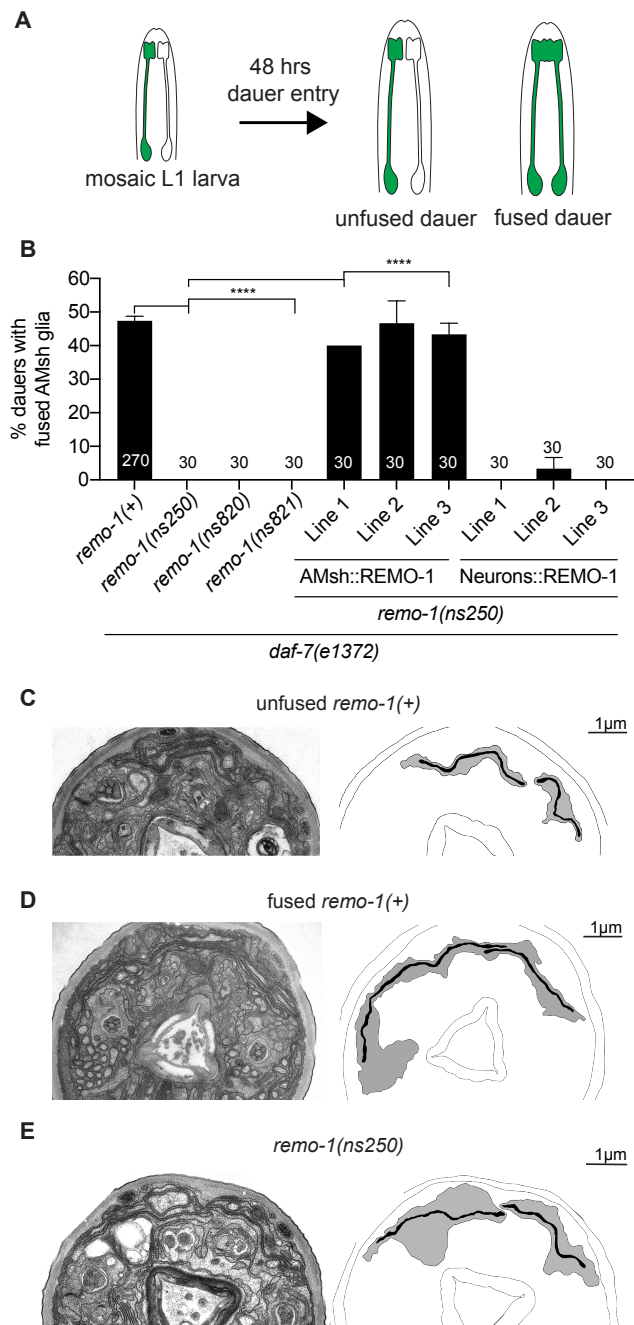 A
48 hrs
dauer entry
mosaic L1 larva
unfused dauer
fused dauer
B
% dauers with
fused AMsh glia
60
50
40
30
20
10
0
****
****
270
30
30
30
30
30
30
30
30
30
remo-1(+)
remo-1(ns250)
remo-1(ns820)
remo-1(ns821)
Line 1
Line 2
Line 3
Line 1
Line 2
Line 3
AMsh::REMO-1
Neurons::REMO-1
remo-1(ns250)
daf-7(e1372)
C
unfused remo-1(+)
1µm
D
fused remo-1(+)
1µm
E
remo-1(ns250)
1µm